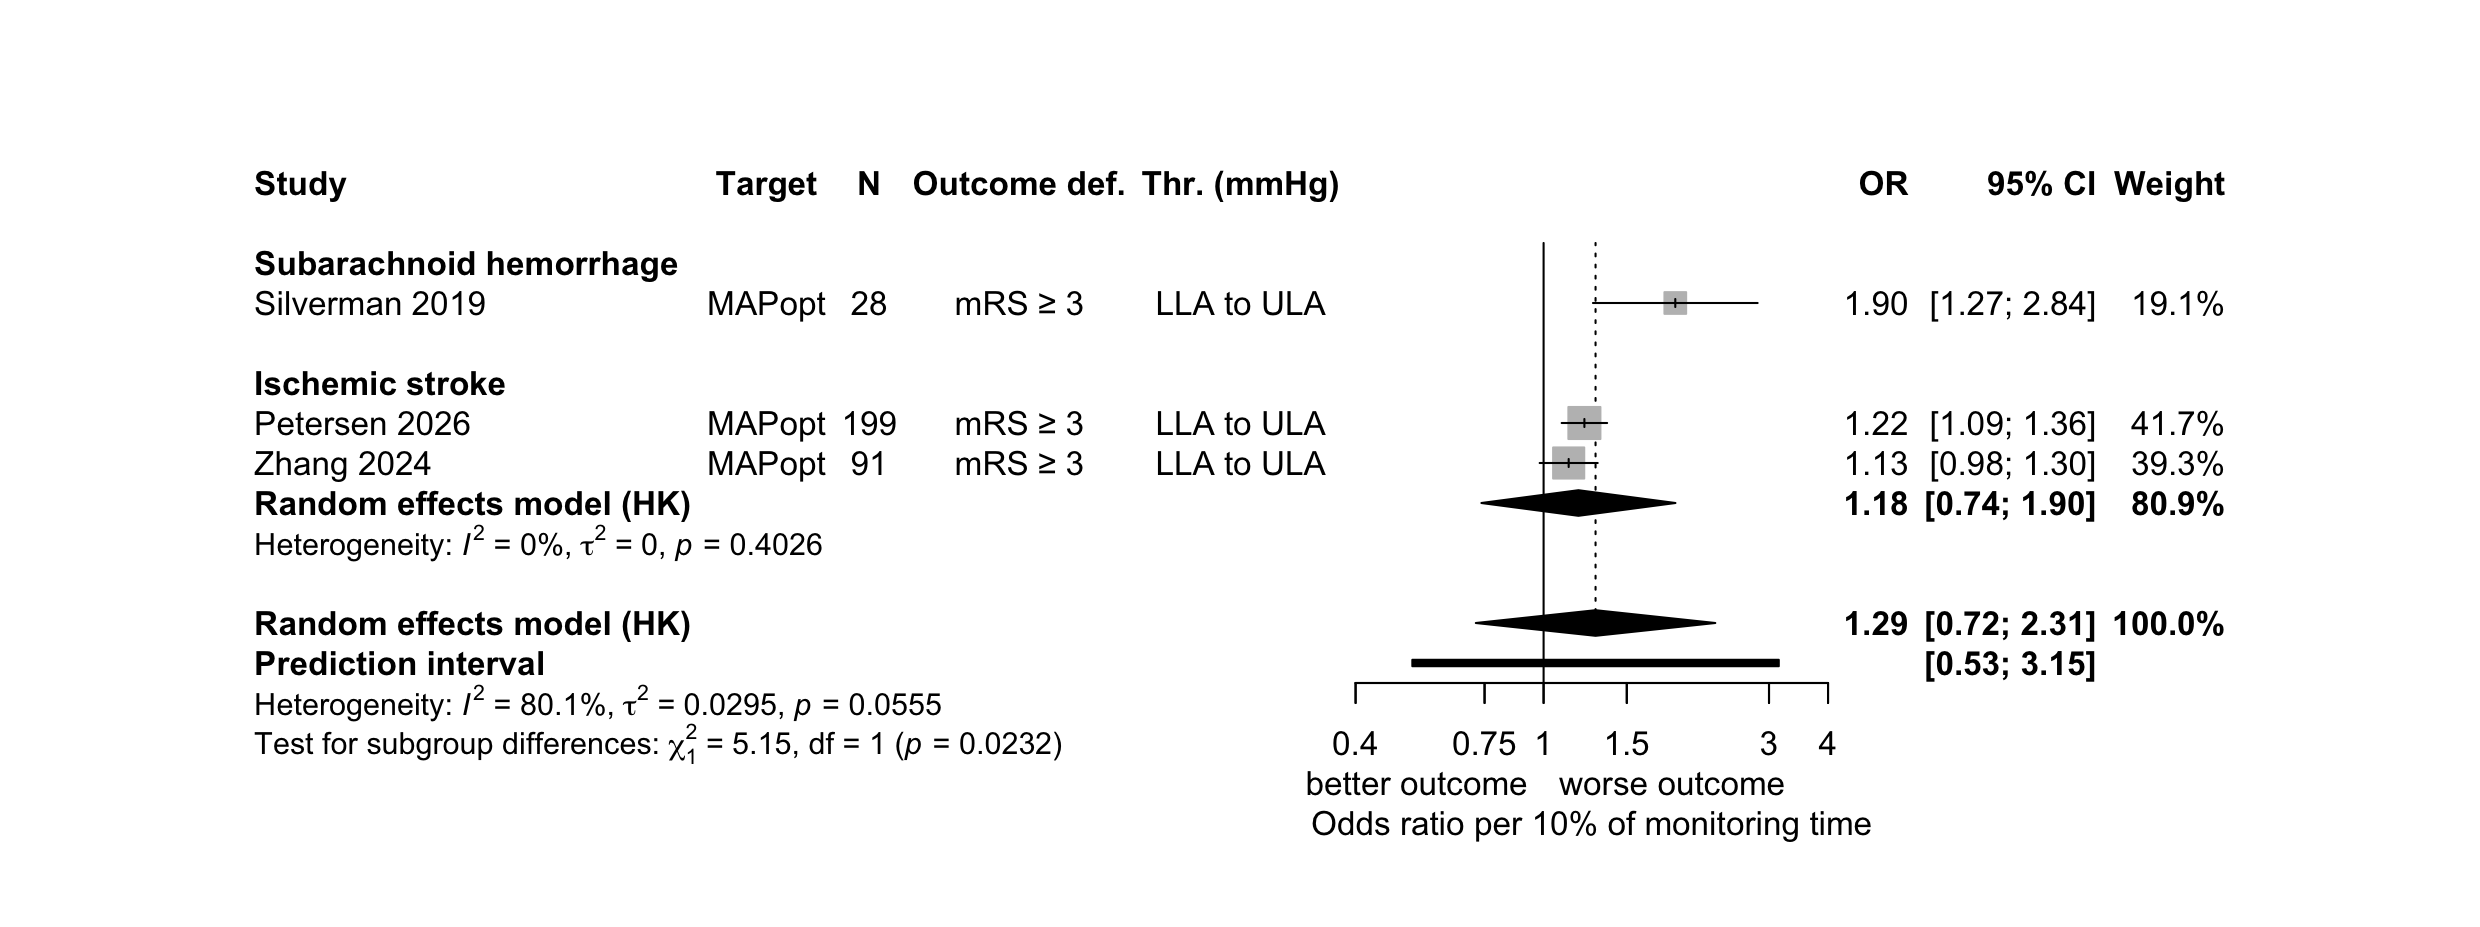 Study Target N Outcome def. Thr. (mmHg) OR 95% CI Weight
Subarachnoid hemorrhage
Silverman 2019 MAPopt 28 mRS ≥ 3 LLA to ULA 1.90 [1.27; 2.84] 19.1%
Ischemic stroke
Petersen 2026 MAPopt 199 mRS ≥ 3 LLA to ULA 1.22 [1.09; 1.36] 41.7%
Zhang 2024 MAPopt 91 mRS ≥ 3 LLA to ULA 1.13 [0.98; 1.30] 39.3%
Random effects model (HK) 1.18 [0.74; 1.90] 80.9%
Heterogeneity: I² = 0%, τ² = 0, p = 0.4026
Random effects model (HK) 1.29 [0.72; 2.31] 100.0%
Prediction interval [0.53; 3.15]
Heterogeneity: I² = 80.1%, τ² = 0.0295, p = 0.0555
Test for subgroup differences: χ²₁ = 5.15, df = 1 (p = 0.0232)
0.4 0.75 1 1.5 3 4
better outcome worse outcome
Odds ratio per 10% of monitoring time